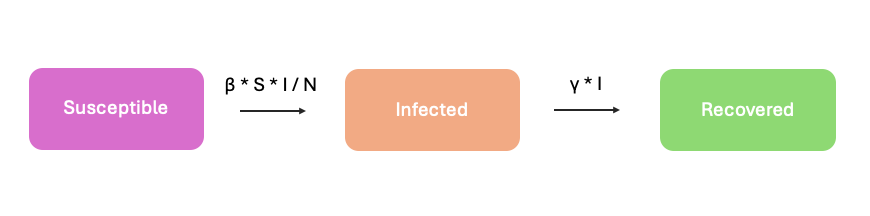 Susceptible
β * S * I / N
Infected
γ * I
Recovered